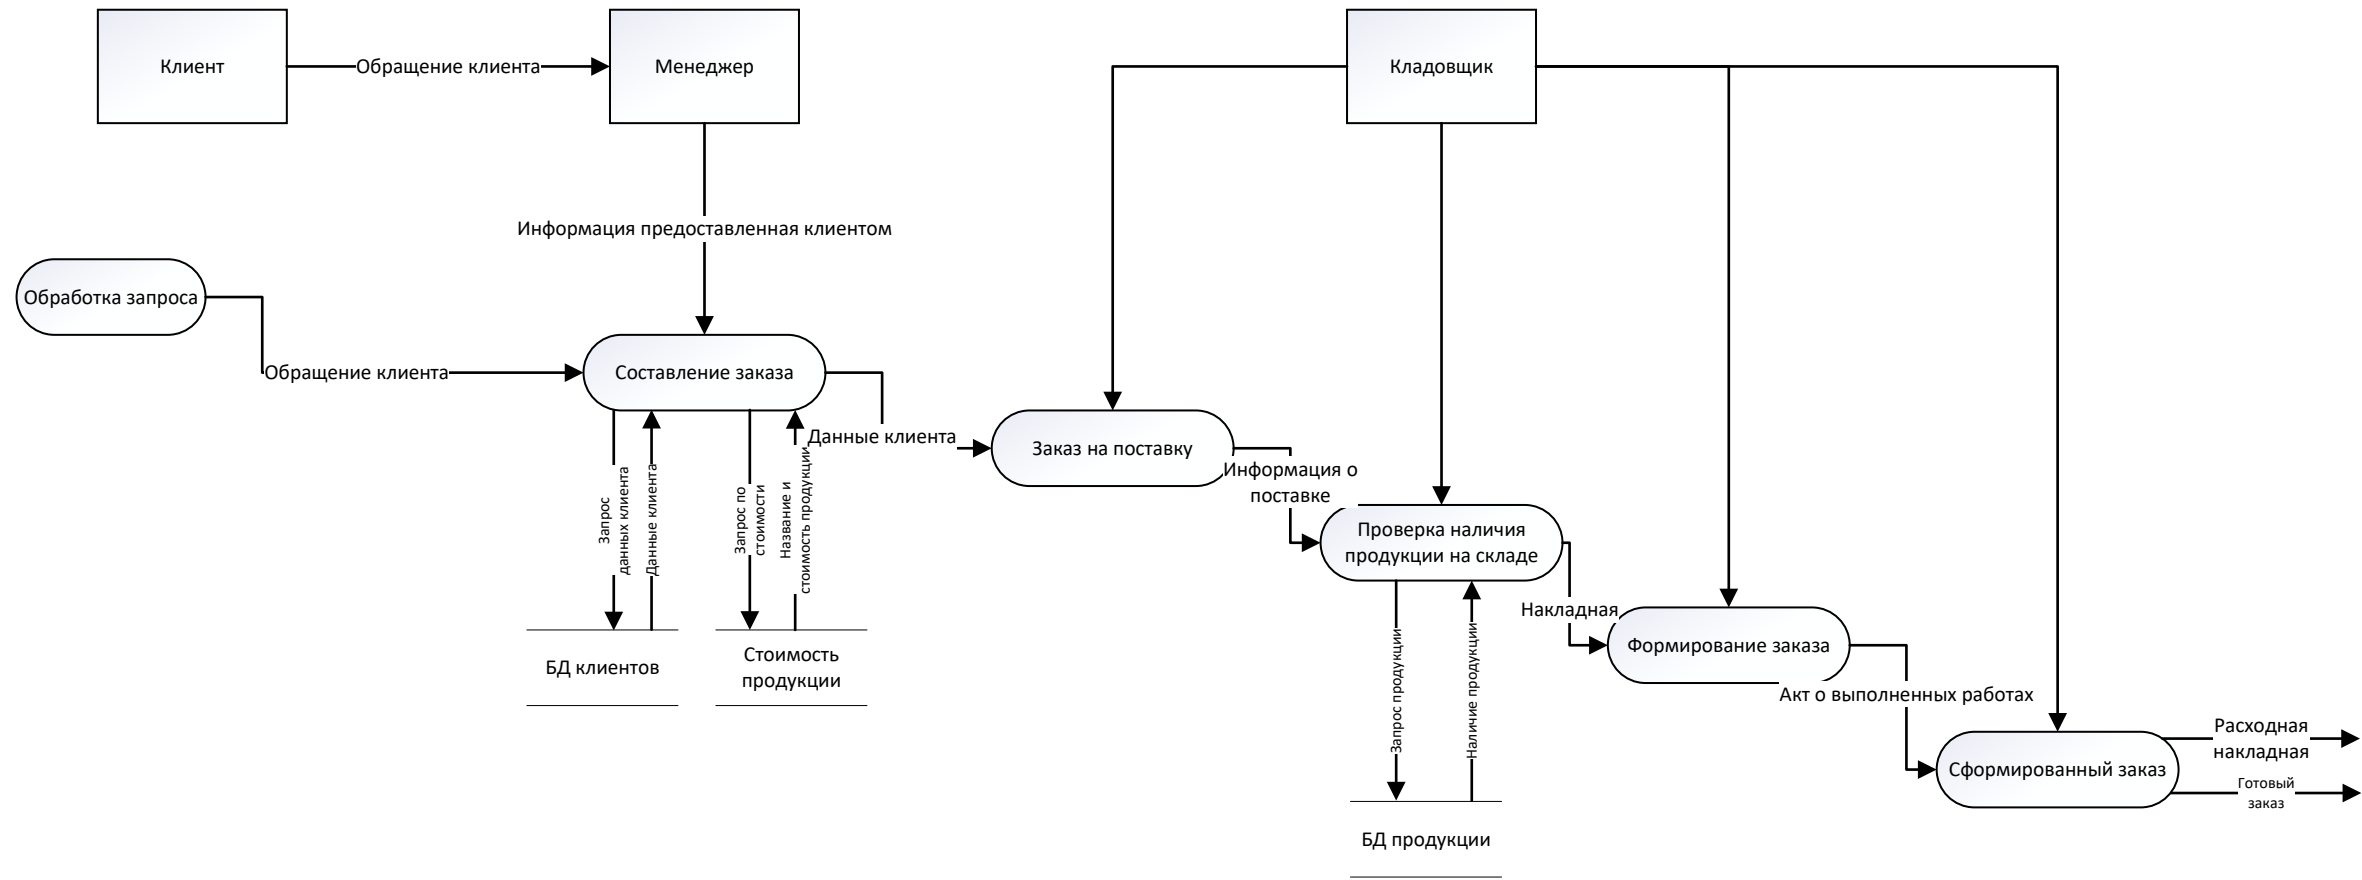 Клиент
Обращение клиента
Менеджер
Кладовщик
Информация предоставленная клиентом
Обработка запроса
Обращение клиента
Составление заказа
Данные клиента
Заказ на поставку
Информация о
поставке
Запрос
данных клиента
Данные клиента
Запрос по
стоимости
Название и
стоимость продукции
Проверка наличия
продукции на складе
Накладная
Формирование заказа
БД клиентов
Стоимость
продукции
Запрос продукции
Наличие продукции
Акт о выполненных работах
Расходная
накладная
Сформированный заказ
Готовый
заказ
БД продукции